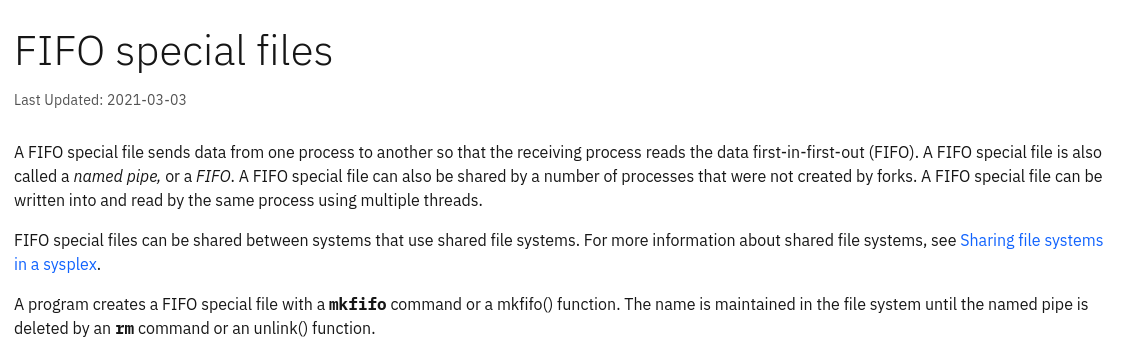 FIFO special files
Last Updated: 2021-03-03
A FIFO special file sends data from one process to another so that the receiving process reads the data first-in-first-out (FIFO). A FIFO special file is also
called a named pipe, or a FIFO. A FIFO special file can also be shared by a number of processes that were not created by forks. A FIFO special file can be
written into and read by the same process using multiple threads.
FIFO special files can be shared between systems that use shared file systems. For more information about shared file systems, see Sharing file systems
in a sysplex.
A program creates a FIFO special file with a mkfifo command or a mkfifo() function. The name is maintained in the file system until the named pipe is
deleted by an rm command or an unlink() function.